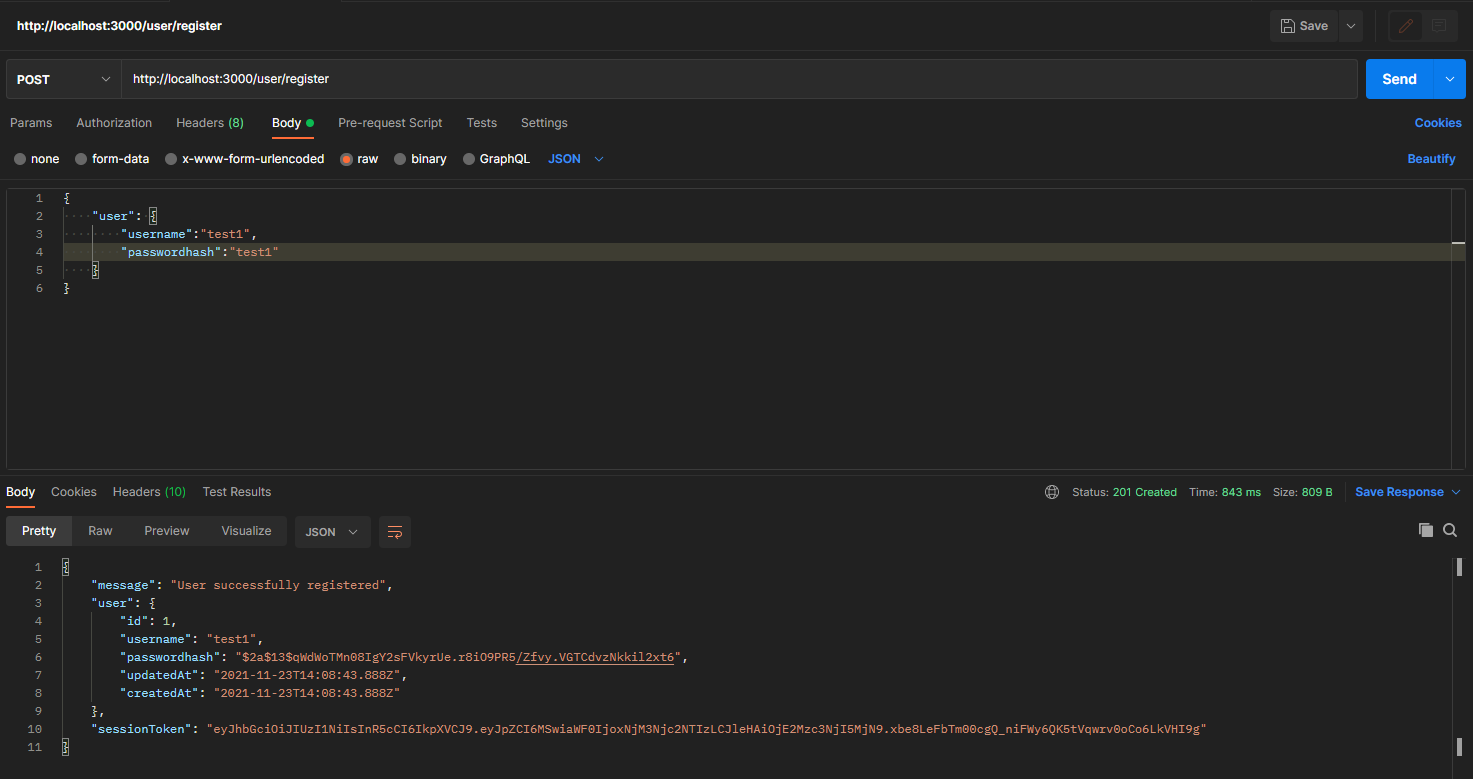 http://localhost:3000/user/register
Save
POST http://localhost:3000/user/register Send
Params Authorization Headers (8) Body Pre-request Script Tests Settings Cookies
none form-data x-www-form-urlencoded raw binary GraphQL JSON Beautify
1 {
2 "user": {
3 "username":"test1",
4 "passwordhash":"test1"
5 }
6 }
Body Cookies Headers (10) Test Results Status: 201 Created Time: 843 ms Size: 809 B Save Response
Pretty Raw Preview Visualize JSON
1 {
2 "message": "User successfully registered",
3 "user": {
4 "id": 1,
5 "username": "test1",
6 "passwordhash": "$2a$13$qWdWoTMn08IgY2sFVkyrUe.r8iO9PR5/Zfvy.VGTCdvzNkkil2xt6",
7 "updatedAt": "2021-11-23T14:08:43.888Z",
8 "createdAt": "2021-11-23T14:08:43.888Z"
9 },
10 "sessionToken": "eyJhbGciOiJIUzI1NiIsInR5cCI6IkpXVCJ9.eyJpZCI6MSwiaWF0IjoxNjM3Njc2NTIzLCJleHAiOjE2Mzc3NjI5MjN9.xbe8LeFbTm00cgQ_niFWy6QK5tVqwrv0oCo6LkVHI9g"
11 }